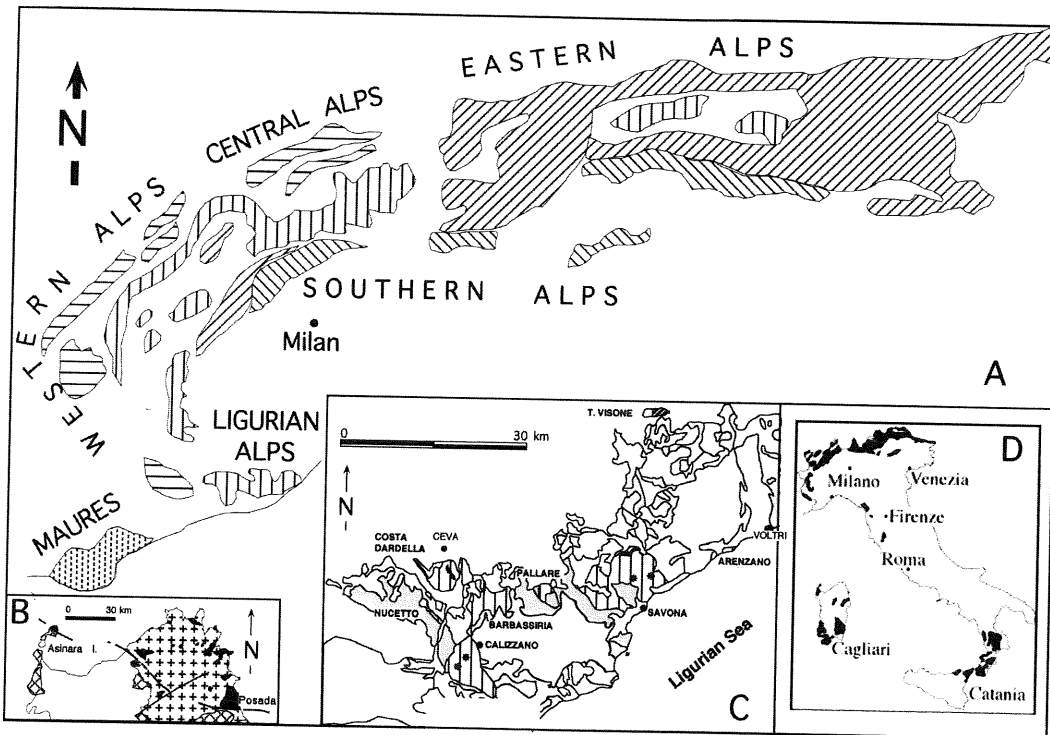 EASTERN ALPS
N
CENTRAL ALPS
WESTERN ALPS
SOUTHERN ALPS
Milan
A
LIGURIAN
ALPS
MAURES
B
0 30 km
N
Asinara I.
Posada
T. VISONE
0 30 km
N
COSTA
DARDELLA
CEVA
VOLTRI
ARENZANO
PALLARE
NUCETTO
SAVONA
BARBASSIRIA
CALIZZANO
Ligurian Sea
C
D
Milano
Venezia
Firenze
Roma
Cagliari
Catania